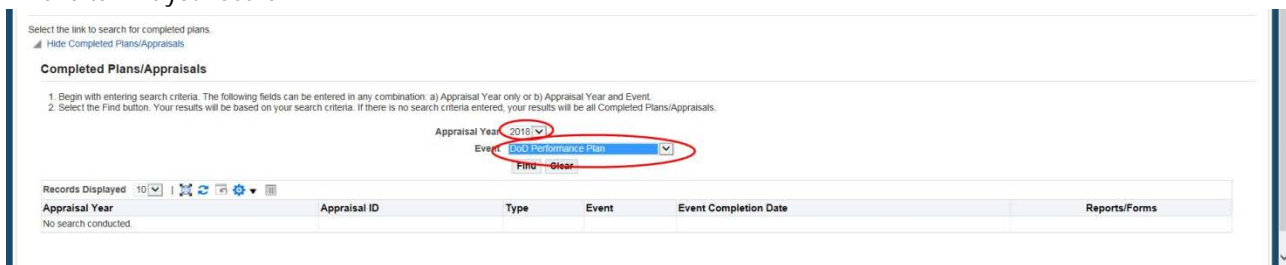 Select the link to search for completed plans.
Hide Completed Plans/Appraisals
Completed Plans/Appraisals
1. Begin with entering search criteria. The following fields can be entered in any combination: a) Appraisal Year only or b) Appraisal Year and Event.
2. Select the Find button. Your results will be based on your search criteria. If there is no search criteria entered, your results will be all Completed Plans/Appraisals.
Appraisal Year 2018
Event DoD Performance Plan
Find Clear
Records Displayed 10
Appraisal Year Appraisal ID Type Event Event Completion Date Reports/Forms
No search conducted.